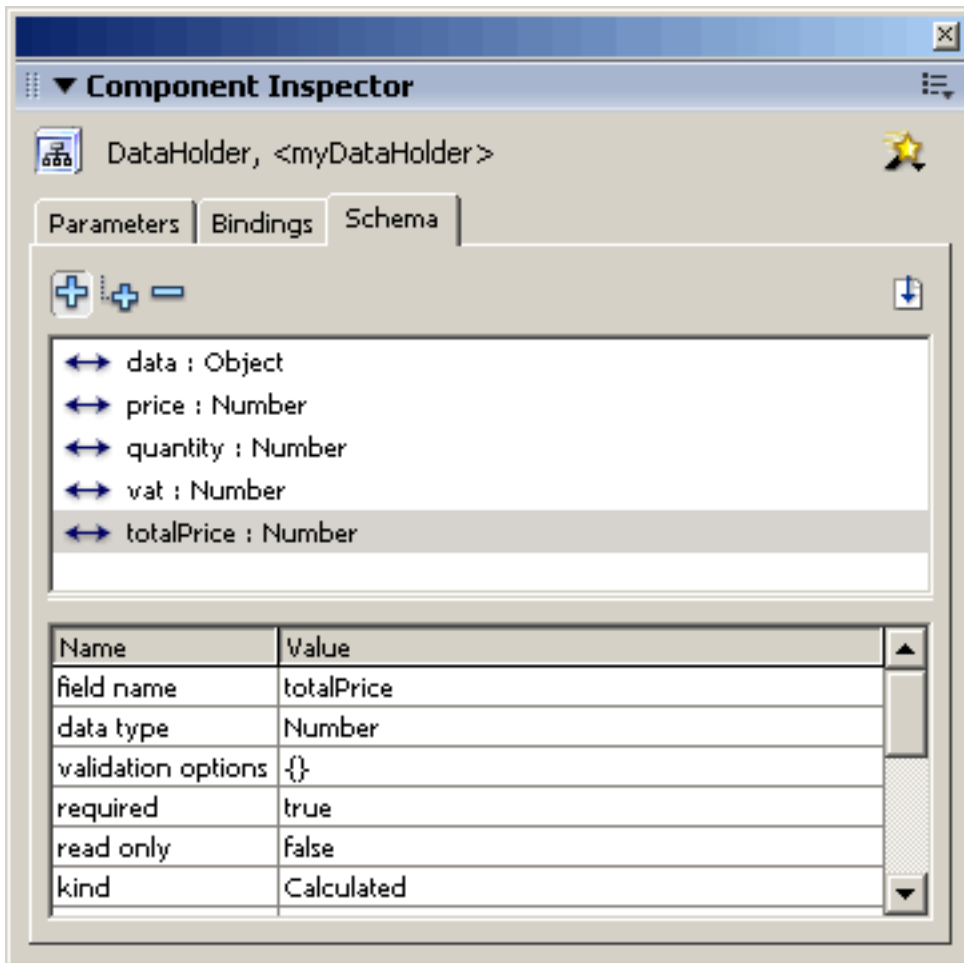 Component Inspector
DataHolder, <myDataHolder>
Parameters Bindings Schema
data : Object
price : Number
quantity : Number
vat : Number
totalPrice : Number
Name Value
field name totalPrice
data type Number
validation options {}
required true
read only false
kind Calculated